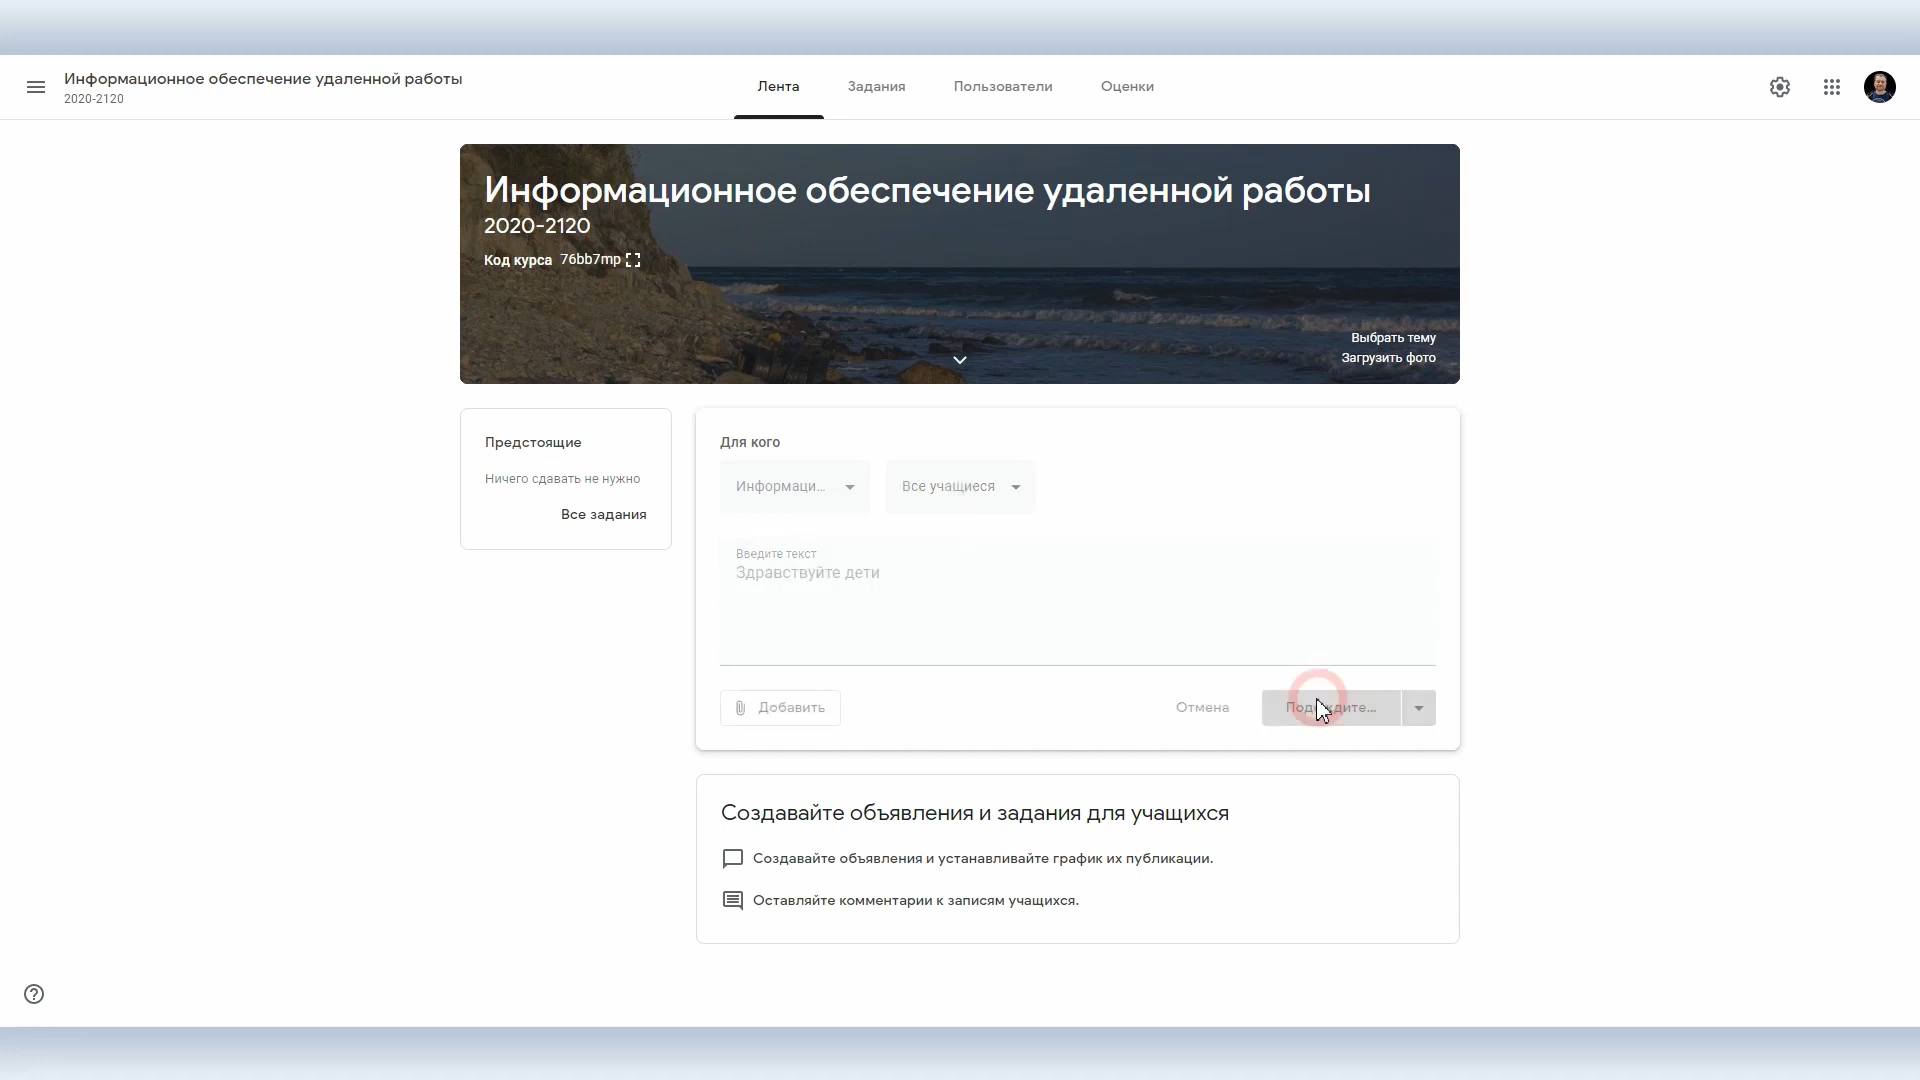 Информационное обеспечение удаленной работы
2020-2120
Лента
Задания
Пользователи
Оценки
Информационное обеспечение удаленной работы
2020-2120
Код курса 76bb7mp
Выбрать тему
Загрузить фото
Предстоящие
Ничего сдавать не нужно
Все задания
Для кого
Информаци...
Все учащиеся
Введите текст
Здравствуйте дети
Добавить
Отмена
Подождите...
Создавайте объявления и задания для учащихся
Создавайте объявления и устанавливайте график их публикации.
Оставляйте комментарии к записям учащихся.